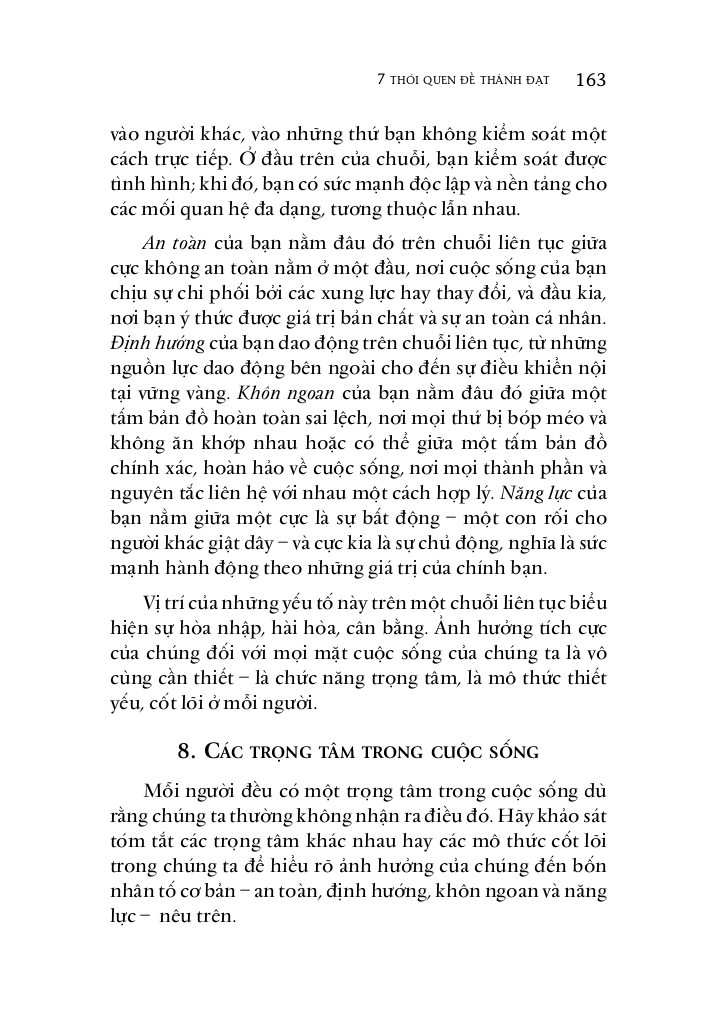 7 THÓI QUEN ĐỂ THÀNH ĐẠT 163
vào người khác, vào những thứ bạn không kiểm soát một
cách trực tiếp. Ở đầu trên của chuỗi, bạn kiểm soát được
tình hình; khi đó, bạn có sức mạnh độc lập và nền tảng cho
các mối quan hệ đa dạng, tương thuộc lẫn nhau.
An toàn của bạn nằm đâu đó trên chuỗi liên tục giữa
cực không an toàn nằm ở một đầu, nơi cuộc sống của bạn
chịu sự chi phối bởi các xung lực hay thay đổi, và đầu kia,
nơi bạn ý thức được giá trị bản chất và sự an toàn cá nhân.
Định hướng của bạn dao động trên chuỗi liên tục, từ những
nguồn lực dao động bên ngoài cho đến sự điều khiển nội
tại vững vàng. Khôn ngoan của bạn nằm đâu đó giữa một
tấm bản đồ hoàn toàn sai lệch, nơi mọi thứ bị bóp méo và
không ăn khớp nhau hoặc có thể giữa một tấm bản đồ
chính xác, hoàn hảo về cuộc sống, nơi mọi thành phần và
nguyên tắc liên hệ với nhau một cách hợp lý. Năng lực của
bạn nằm giữa một cực là sự bất động – một con rối cho
người khác giật dây – và cực kia là sự chủ động, nghĩa là sức
mạnh hành động theo những giá trị của chính bạn.
Vị trí của những yếu tố này trên một chuỗi liên tục biểu
hiện sự hòa nhập, hài hòa, cân bằng. Ảnh hưởng tích cực
của chúng đối với mọi mặt cuộc sống của chúng ta là vô
cùng cần thiết – là chức năng trọng tâm, là mô thức thiết
yếu, cốt lõi ở mỗi người.
8. CÁC TRỌNG TÂM TRONG CUỘC SỐNG
Mỗi người đều có một trọng tâm trong cuộc sống dù
rằng chúng ta thường không nhận ra điều đó. Hãy khảo sát
tóm tắt các trọng tâm khác nhau hay các mô thức cốt lõi
trong chúng ta để hiểu rõ ảnh hưởng của chúng đến bốn
nhân tố cơ bản – an toàn, định hướng, khôn ngoan và năng
lực – nêu trên.